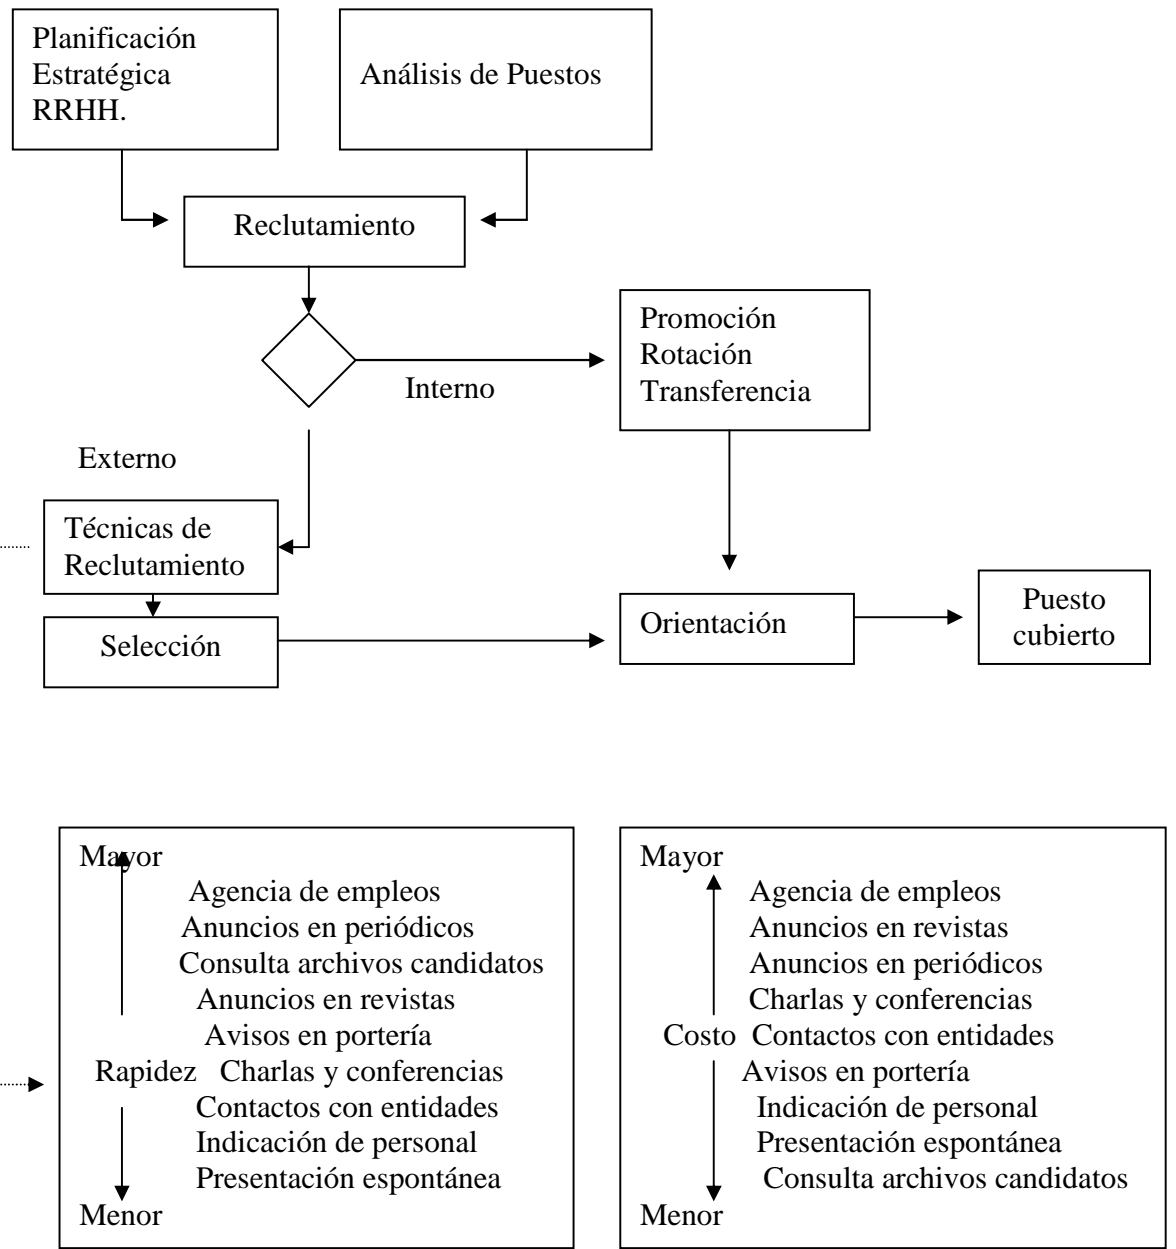 Planificación
Estratégica
RRHH.
Análisis de Puestos
Reclutamiento
Promoción
Rotación
Transferencia
Interno
Externo
Técnicas de
Reclutamiento
Selección
Orientación
Puesto
cubierto
Mayor
Agencia de empleos
Anuncios en periódicos
Consulta archivos candidatos
Anuncios en revistas
Avisos en portería
Rapidez Charlas y conferencias
Contactos con entidades
Indicación de personal
Presentación espontánea
Menor
Mayor
Agencia de empleos
Anuncios en revistas
Anuncios en periódicos
Charlas y conferencias
Costo Contactos con entidades
Avisos en portería
Indicación de personal
Presentación espontánea
Consulta archivos candidatos
Menor